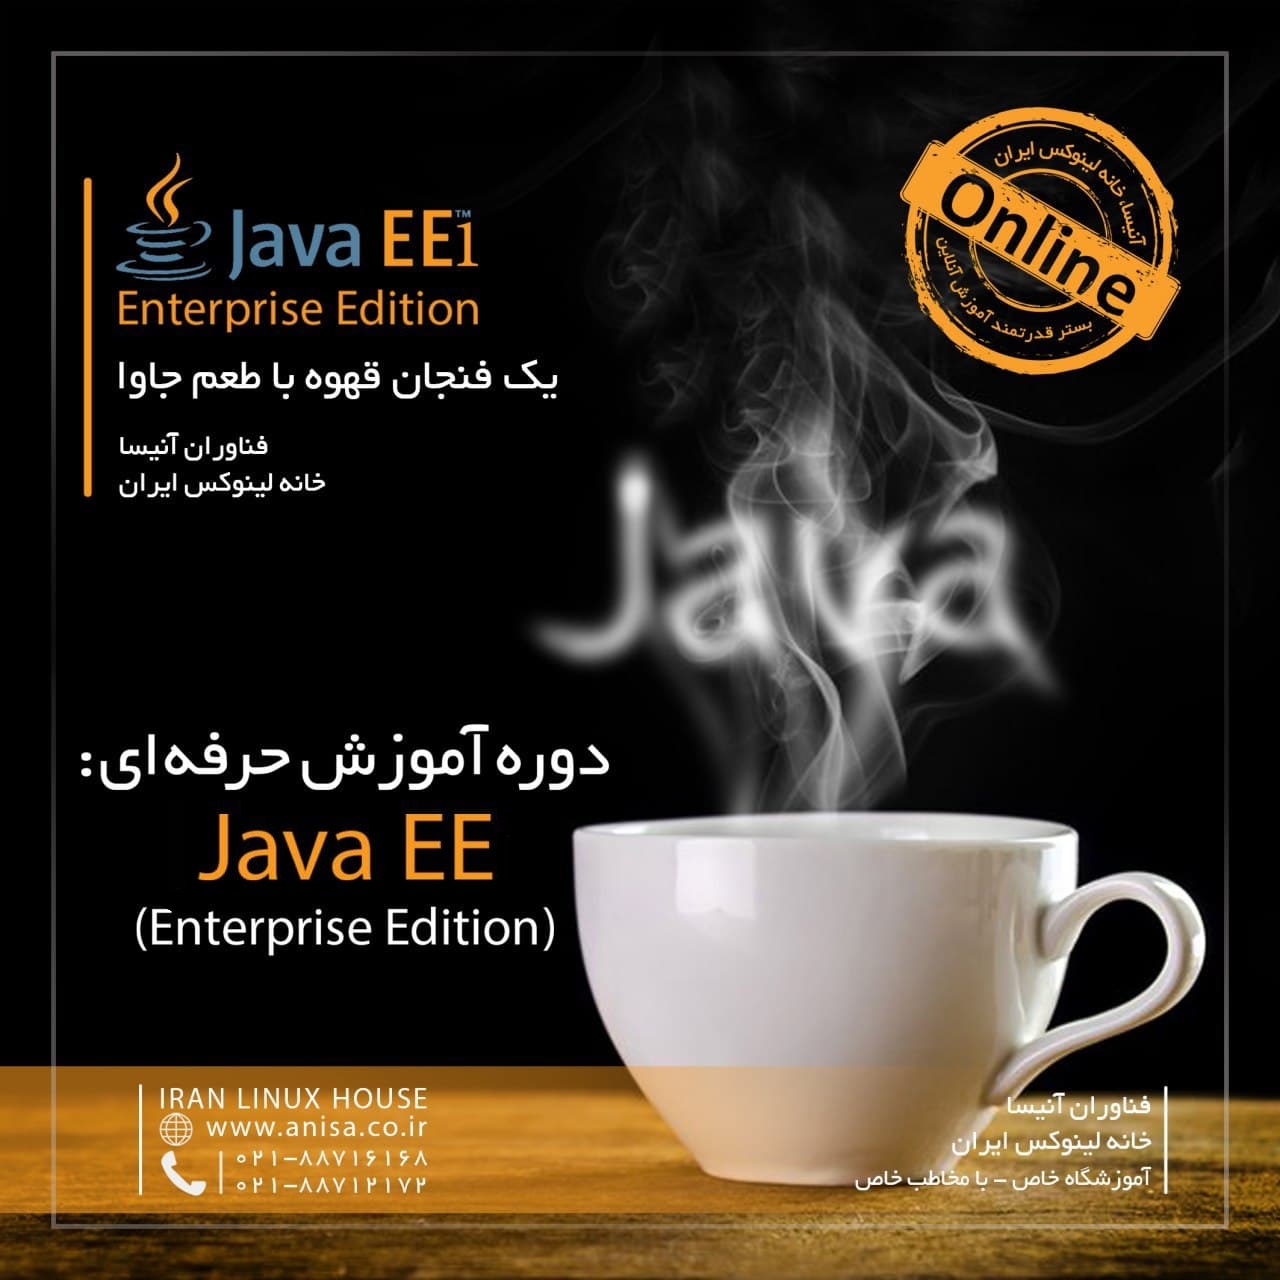 Java EE™1
Enterprise Edition
یک فنجان قهوه با طعم جاوا
فناوران آنیسا
خانه لینوکس ایران
آنیسا، خانه لینوکس ایران
Online
بستر قدرتمند آموزش آنلاین
Java
دوره آموزش حرفه‌ای:
Java EE
(Enterprise Edition)
IRAN LINUX HOUSE
www.anisa.co.ir
۰۲۱-۸۸۷۱۶۱۶۸
۰۲۱-۸۸۷۱۲۱۷۲
فناوران آنیسا
خانه لینوکس ایران
آموزشگاه خاص - با مخاطب خاص